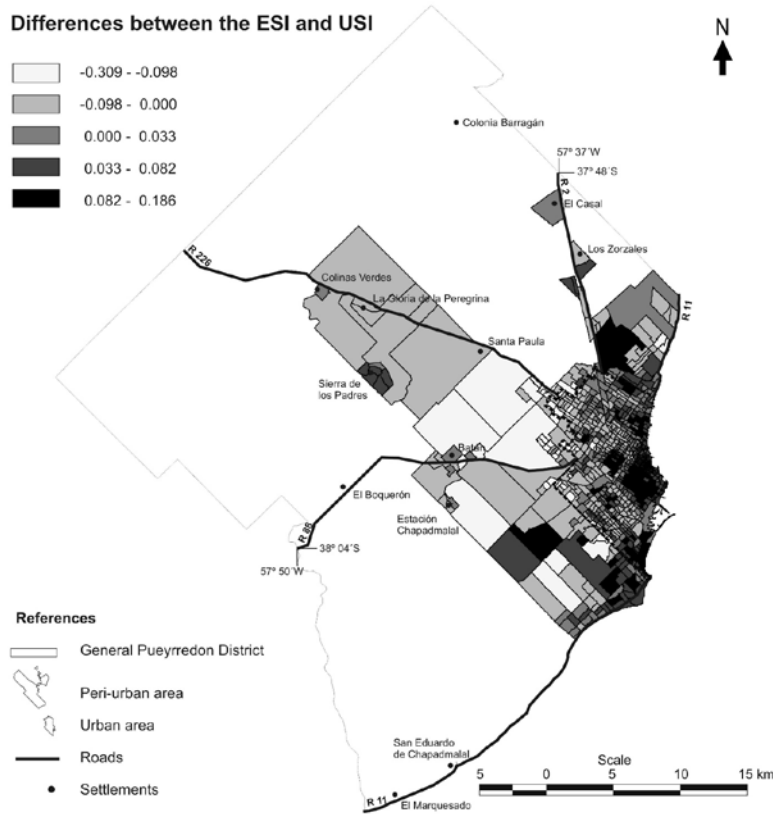 Differences between the ESI and USI
-0.309 - -0.098
-0.098 - 0.000
0.000 - 0.033
0.033 - 0.082
0.082 - 0.186
N
Colonia Barragán
57º 37´W
37º 48´S
R 2
El Casal
Los Zorzales
R 226
Colinas Verdes
La Gloria de la Peregrina
R 11
Santa Paula
Sierra de
los Padres
Batán
El Boquerón
Estación
Chapadmalal
R 88
38º 04´S
57º 50´W
References
General Pueyrredon District
Peri-urban area
Urban area
Roads
Settlements
San Eduardo
de Chapadmalal
R 11
El Marquesado
Scale
5 0 5 10 15 km